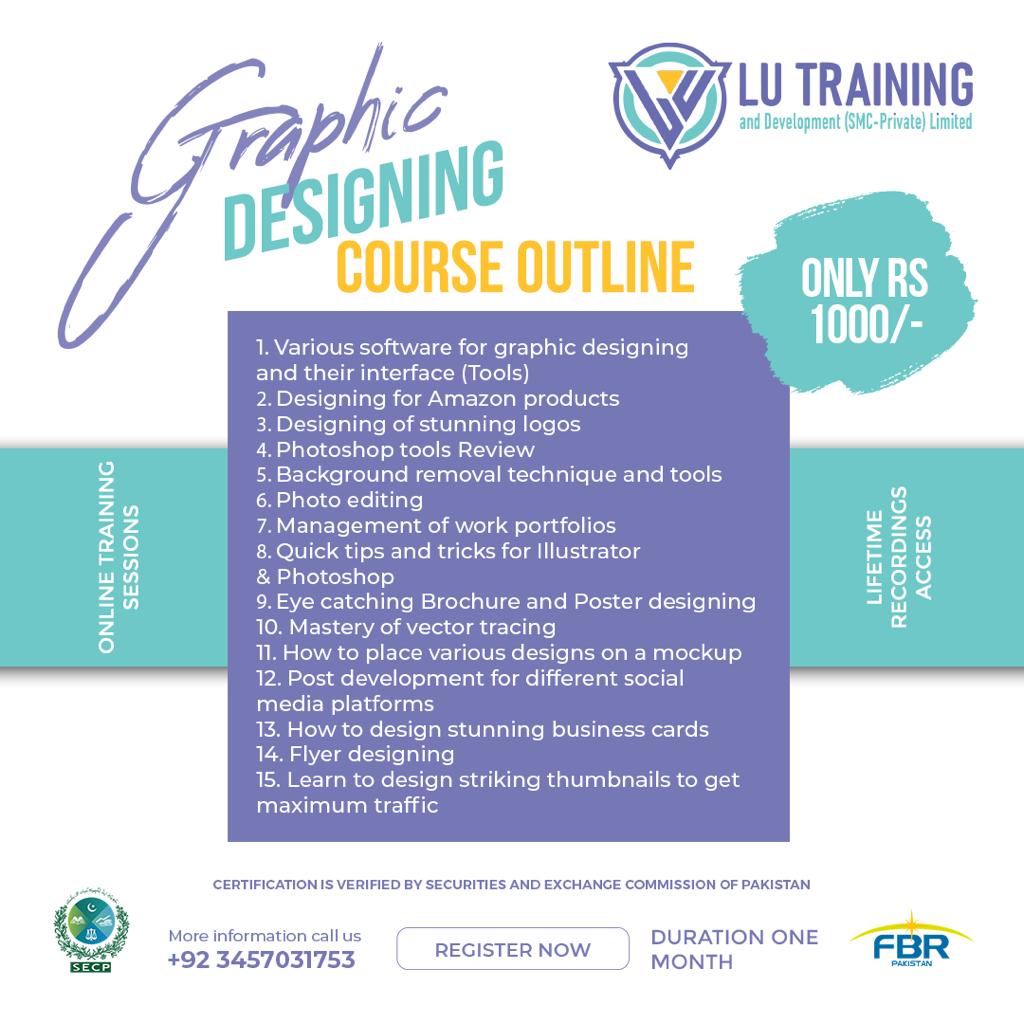 Graphic
DESIGNING
COURSE OUTLINE
LU TRAINING
and Development (SMC-Private) Limited
ONLY RS
1000/-
1. Various software for graphic designing
and their interface (Tools)
2. Designing for Amazon products
3. Designing of stunning logos
4. Photoshop tools Review
5. Background removal technique and tools
6. Photo editing
7. Management of work portfolios
8. Quick tips and tricks for Illustrator
& Photoshop
9. Eye catching Brochure and Poster designing
10. Mastery of vector tracing
11. How to place various designs on a mockup
12. Post development for different social
media platforms
13. How to design stunning business cards
14. Flyer designing
15. Learn to design striking thumbnails to get
maximum traffic
ONLINE TRAINING
SESSIONS
LIFETIME
RECORDINGS
ACCESS
CERTIFICATION IS VERIFIED BY SECURITIES AND EXCHANGE COMMISSION OF PAKISTAN
SECP
More information call us
+92 3457031753
REGISTER NOW
DURATION ONE
MONTH
FBR
PAKISTAN